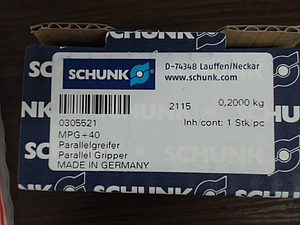 SCHUNK
D-74348 Lauffen/Neckar
www.schunk.com
2115
0,2000 kg
0305521
Inh/cont: 1 Stk/pc
MPG+40
Parallelgreifer
Parallel Gripper
MADE IN GERMANY
SCHUNK
SCHUNK